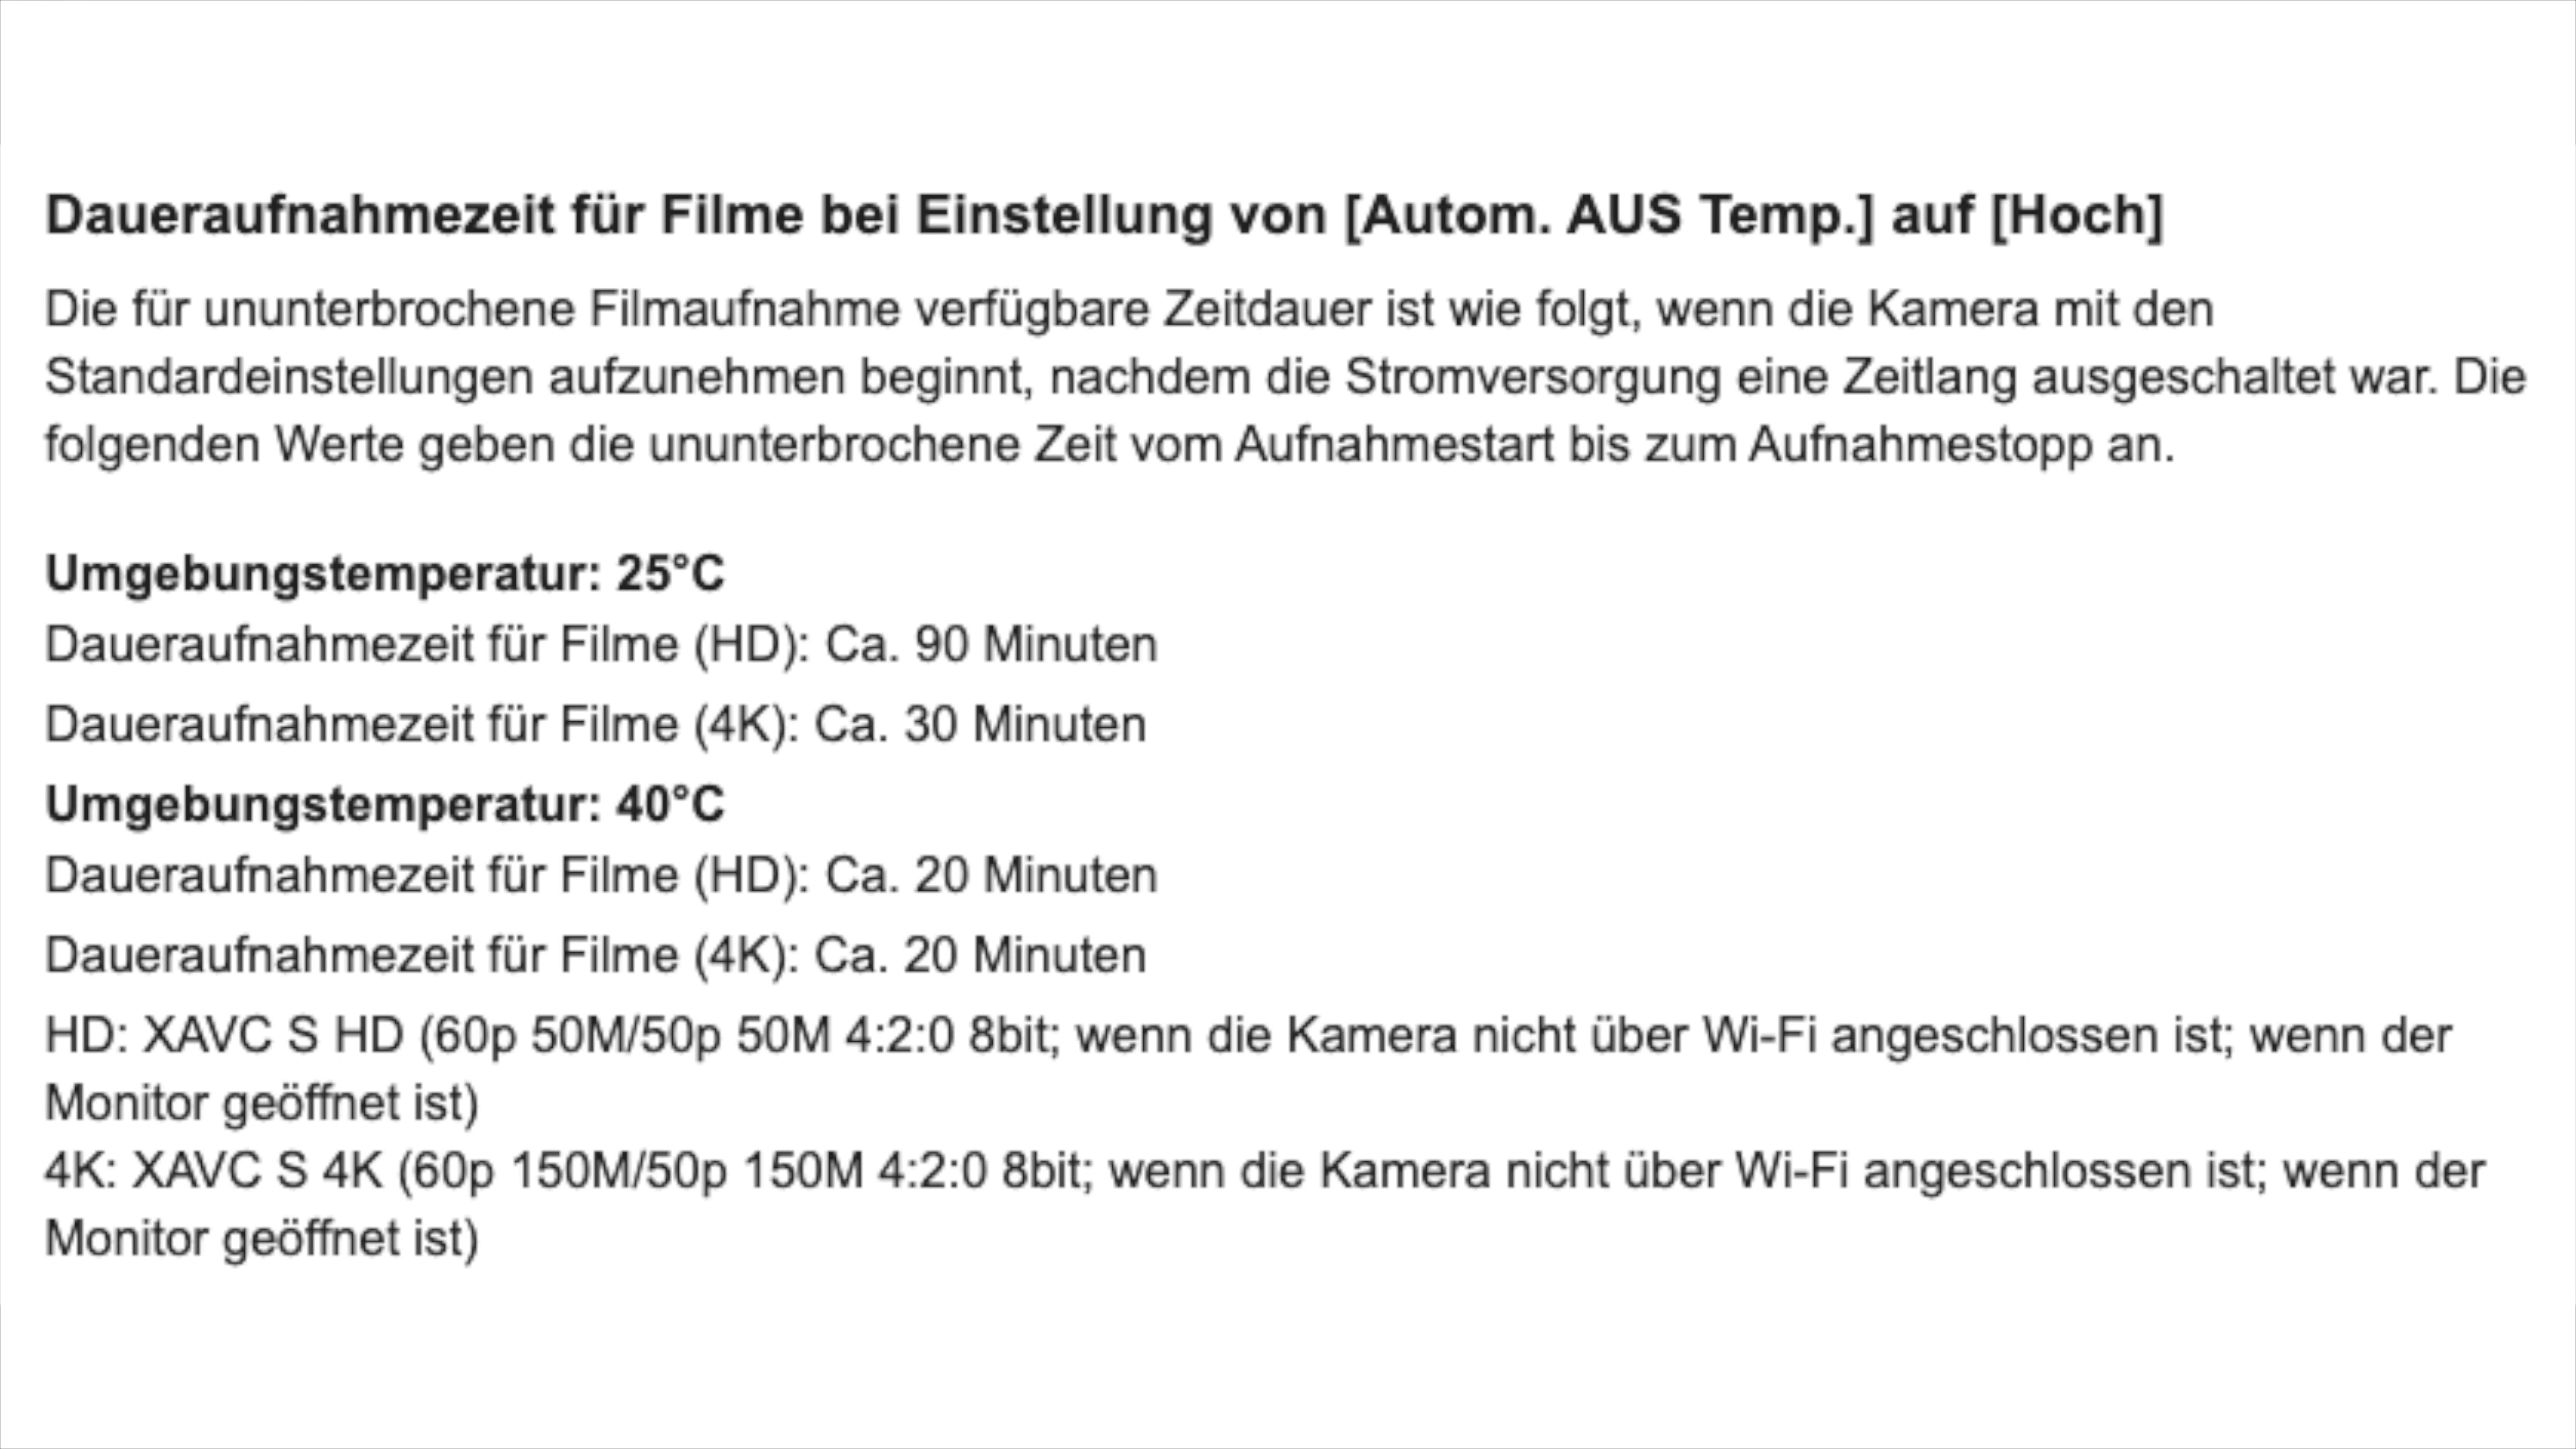 Daueraufnahmezeit für Filme bei Einstellung von [Autom. AUS Temp.] auf [Hoch]
Die für ununterbrochene Filmaufnahme verfügbare Zeitdauer ist wie folgt, wenn die Kamera mit den
Standardeinstellungen aufzunehmen beginnt, nachdem die Stromversorgung eine Zeitlang ausgeschaltet war. Die
folgenden Werte geben die ununterbrochene Zeit vom Aufnahmestart bis zum Aufnahmestopp an.
Umgebungstemperatur: 25°C
Daueraufnahmezeit für Filme (HD): Ca. 90 Minuten
Daueraufnahmezeit für Filme (4K): Ca. 30 Minuten
Umgebungstemperatur: 40°C
Daueraufnahmezeit für Filme (HD): Ca. 20 Minuten
Daueraufnahmezeit für Filme (4K): Ca. 20 Minuten
HD: XAVC S HD (60p 50M/50p 50M 4:2:0 8bit; wenn die Kamera nicht über Wi-Fi angeschlossen ist; wenn der
Monitor geöffnet ist)
4K: XAVC S 4K (60p 150M/50p 150M 4:2:0 8bit; wenn die Kamera nicht über Wi-Fi angeschlossen ist; wenn der
Monitor geöffnet ist)